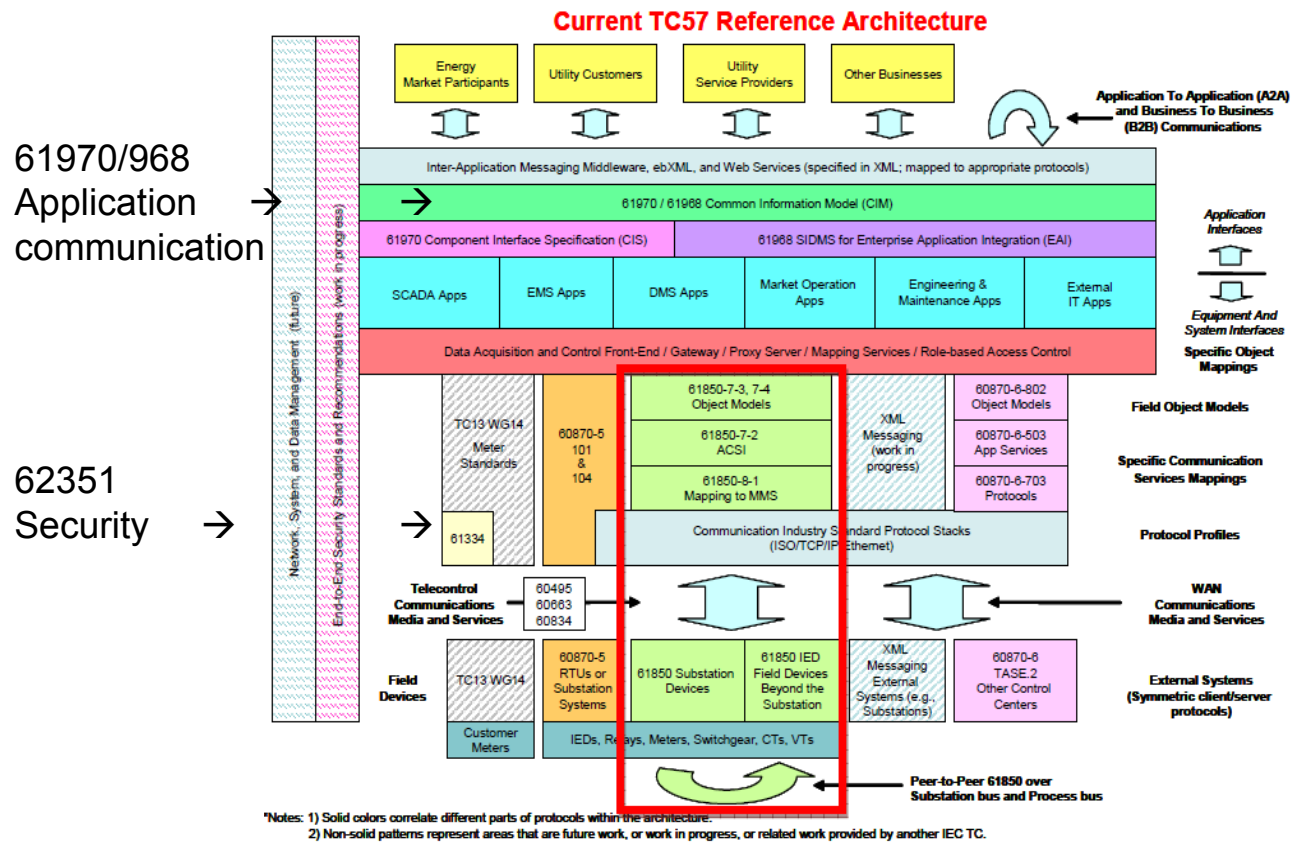 Current TC57 Reference Architecture
Energy
Market Participants
Utility Customers
Utility
Service Providers
Other Businesses
Application To Application (A2A)
and Business To Business
(B2B) Communications
61970/968
Application →
communication
→
62351
Security →
→
Network, System, and Data Management (future)
End-to-End Security Standards and Recommendations (work in progress)
Inter-Application Messaging Middleware, ebXML, and Web Services (specified in XML; mapped to appropriate protocols)
61970 / 61968 Common Information Model (CIM)
61970 Component Interface Specification (CIS)
61968 SIDMS for Enterprise Application Integration (EAI)
Application
Interfaces
SCADA Apps
EMS Apps
DMS Apps
Market Operation
Apps
Engineering &
Maintenance Apps
External
IT Apps
Equipment And
System Interfaces
Data Acquisition and Control Front-End / Gateway / Proxy Server / Mapping Services / Role-based Access Control
Specific Object
Mappings
TC13 WG14
Meter
Standards
61334
60870-5
101
&
104
61850-7-3, 7-4
Object Models
61850-7-2
ACSI
61850-8-1
Mapping to MMS
XML
Messaging
(work in
progress)
60870-6-802
Object Models
60870-6-503
App Services
60870-6-703
Protocols
Field Object Models
Specific Communication
Services Mappings
Communication Industry Standard Protocol Stacks
(ISO/TCP/IP/Ethernet)
Protocol Profiles
Telecontrol
Communications
Media and Services
60495
60663
60834
WAN
Communications
Media and Services
Field
Devices
TC13 WG14
60870-5
RTUs or
Substation
Systems
61850 Substation
Devices
61850 IED
Field Devices
Beyond the
Substation
XML
Messaging
External
Systems (e.g.,
Substations)
60870-6
TASE.2
Other Control
Centers
External Systems
(Symmetric client/server
protocols)
Customer
Meters
IEDs, Relays, Meters, Switchgear, CTs, VTs
Peer-to-Peer 61850 over
Substation bus and Process bus
*Notes: 1) Solid colors correlate different parts of protocols within the architecture.
2) Non-solid patterns represent areas that are future work, or work in progress, or related work provided by another IEC TC.